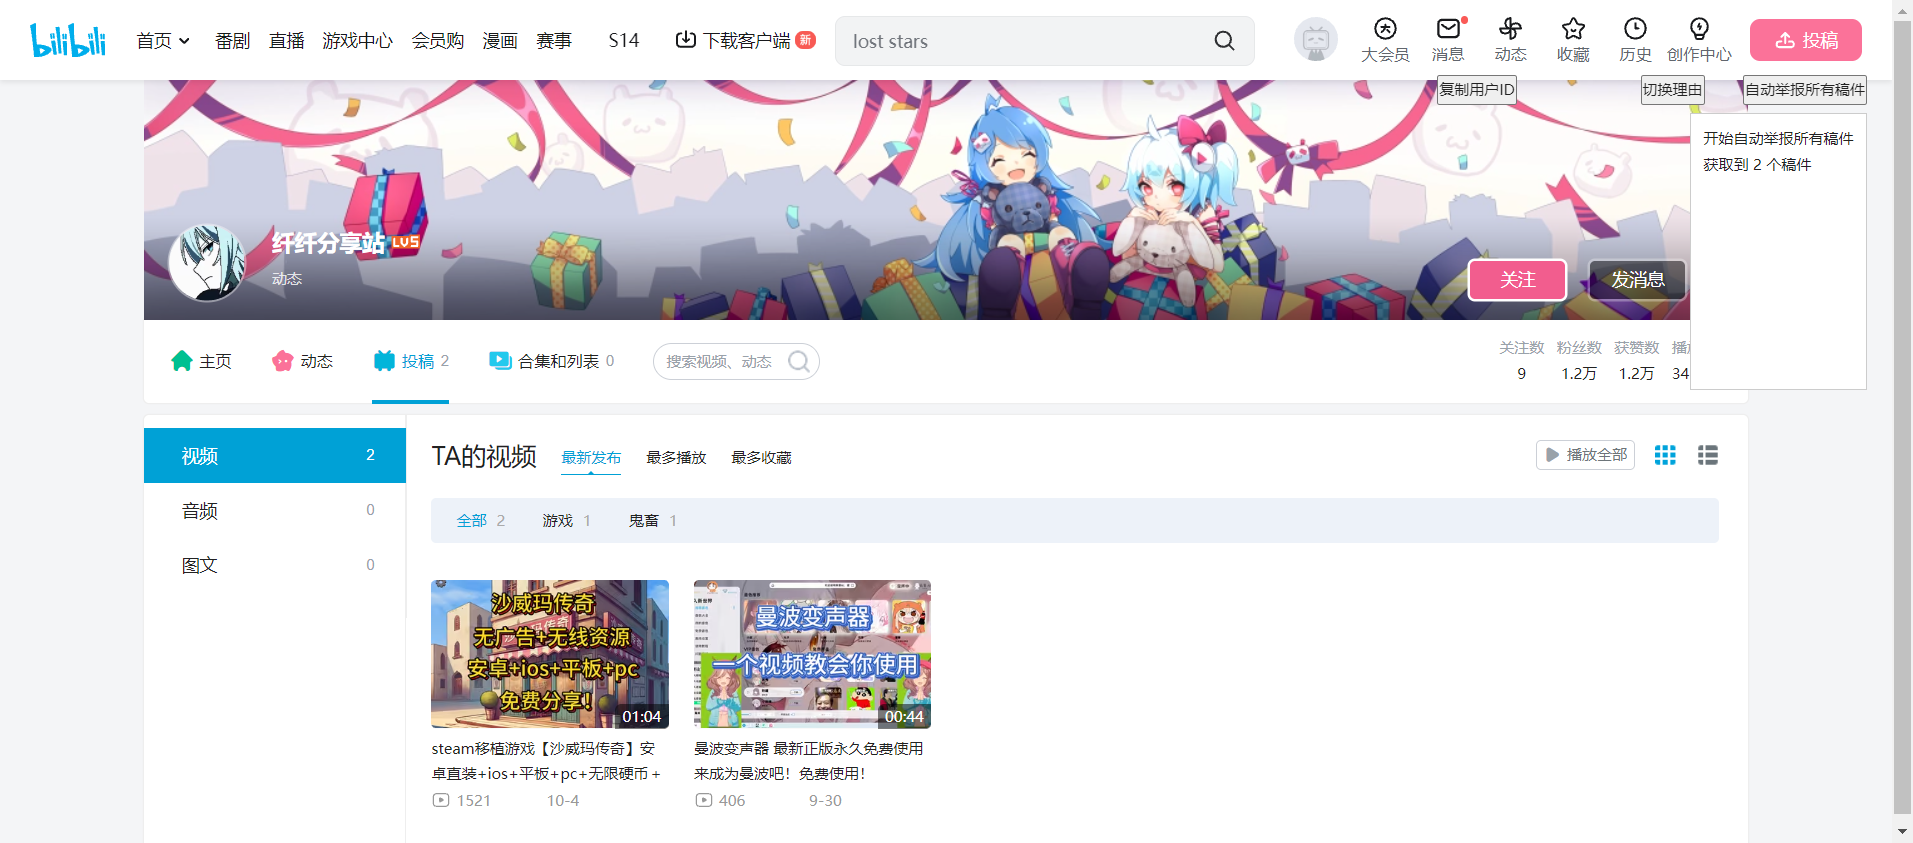 bilibili
首页
番剧
直播
游戏中心
会员购
漫画
赛事
S14
下载客户端
新
lost stars
大会员
消息
动态
收藏
历史
创作中心
投稿
复制用户ID
切换理由
自动举报所有稿件
开始自动举报所有稿件
获取到 2 个稿件
纤纤分享站 LV5
动态
关注
发消息
主页
动态
投稿 2
合集和列表 0
搜索视频、动态
关注数
9
粉丝数
1.2万
获赞数
1.2万
34
视频 2
音频 0
图文 0
TA的视频
最新发布
最多播放
最多收藏
播放全部
全部 2
游戏 1
鬼畜 1
沙威玛传奇
无广告+无线资源
安卓+ios+平板+pc
免费分享!
01:04
steam移植游戏【沙威玛传奇】安
卓直装+ios+平板+pc+无限硬币+
1521
10-4
曼波变声器
一个视频教会你使用
00:44
曼波变声器 最新正版永久免费使用
来成为曼波吧！免费使用！
406
9-30